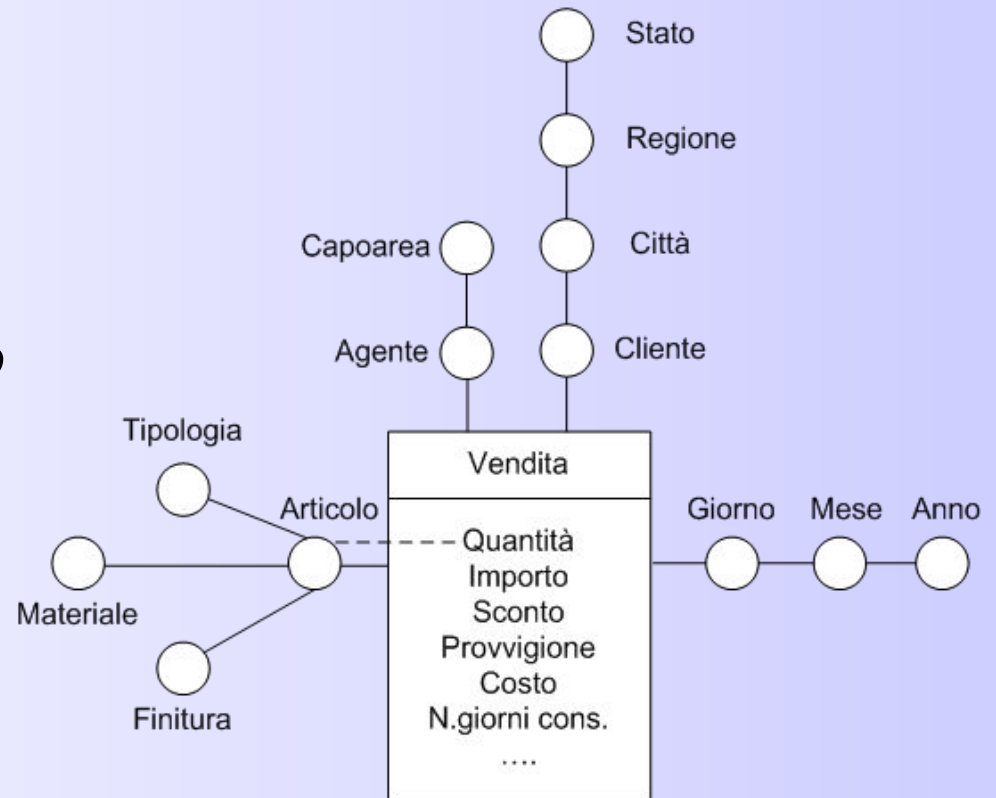 Stato
Regione
Capoarea
Città
Agente
Cliente
Tipologia
Vendita
Articolo
Giorno Mese Anno
Quantità
Importo
Materiale
Sconto
Provvigione
Costo
Finitura
N.giorni cons.
....